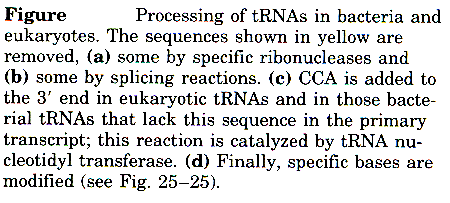 Figure Processing of tRNAs in bacteria and
eukaryotes. The sequences shown in yellow are
removed, (a) some by specific ribonucleases and
(b) some by splicing reactions. (c) CCA is added to
the 3′ end in eukaryotic tRNAs and in those bacte-
rial tRNAs that lack this sequence in the primary
transcript; this reaction is catalyzed by tRNA nu-
cleotidyl transferase. (d) Finally, specific bases are
modified (see Fig. 25–25).